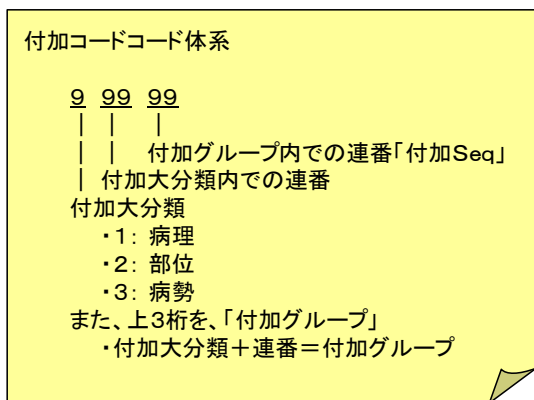 付加コードコード体系
９ ９９ ９９
｜ ｜ ｜
｜ ｜ 付加グループ内での連番「付加Ｓｅｑ」
｜ 付加大分類内での連番
付加大分類
・１： 病理
・２： 部位
・３： 病勢
また、上３桁を、「付加グループ」
・付加大分類＋連番＝付加グループ